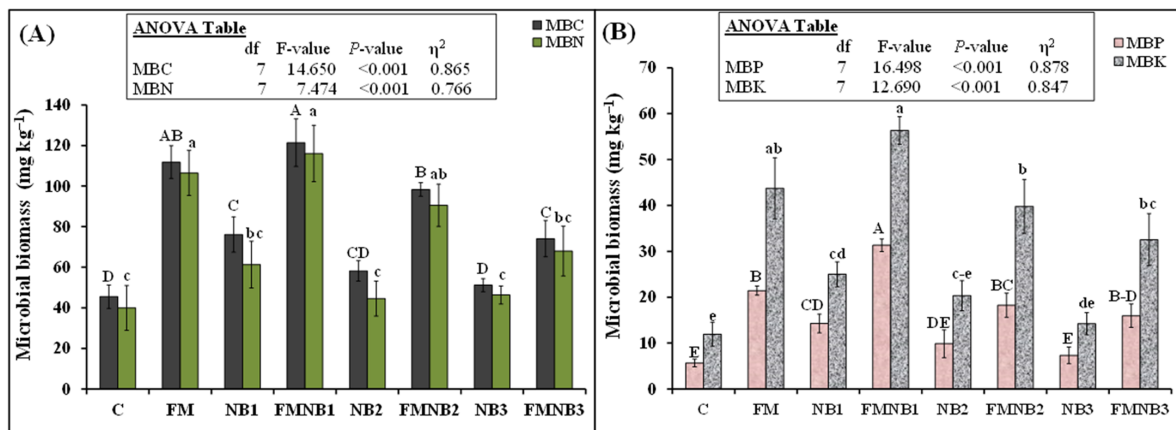 (A)
ANOVA Table
df F-value P-value η²
MBC 7 14.650 <0.001 0.865
MBN 7 7.474 <0.001 0.766
MBC
MBN
Microbial biomass (mg kg⁻¹)
140
120
100
80
60
40
20
0
D c AB a C bc A a CD c B ab D c C bc
C FM NB1 FMNB1 NB2 FMNB2 NB3 FMNB3
(B)
ANOVA Table
df F-value P-value η²
MBP 7 16.498 <0.001 0.878
MBK 7 12.690 <0.001 0.847
MBP
MBK
Microbial biomass (mg kg⁻¹)
70
60
50
40
30
20
10
0
E e B ab CD cd A a DE c-e BC b E de B-D bc
C FM NB1 FMNB1 NB2 FMNB2 NB3 FMNB3